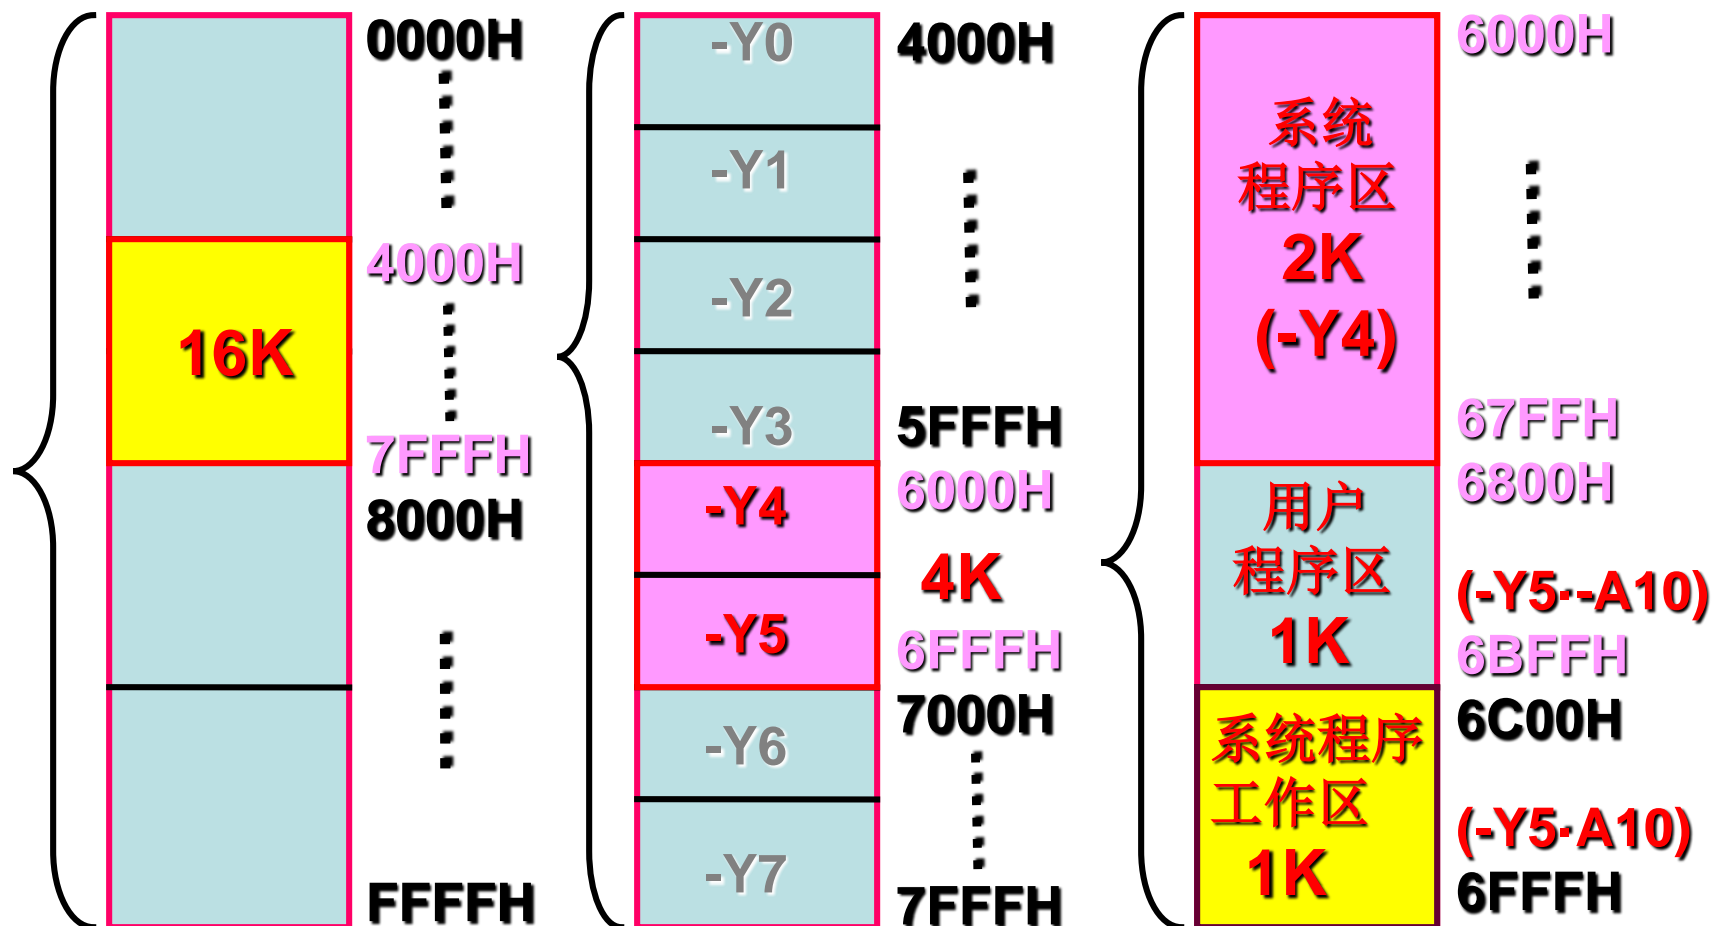 0000H
4000H
16K
7FFFH
8000H
FFFFH
-Y0
4000H
-Y1
-Y2
-Y3
5FFFH
-Y4
6000H
4K
-Y5
6FFFH
7000H
-Y6
-Y7
7FFFH
6000H
系统
程序区
2K
(-Y4)
67FFH
6800H
用户
程序区
(-Y5·-A10)
1K
6BFFH
6C00H
系统程序
工作区
(-Y5·A10)
1K
6FFFH